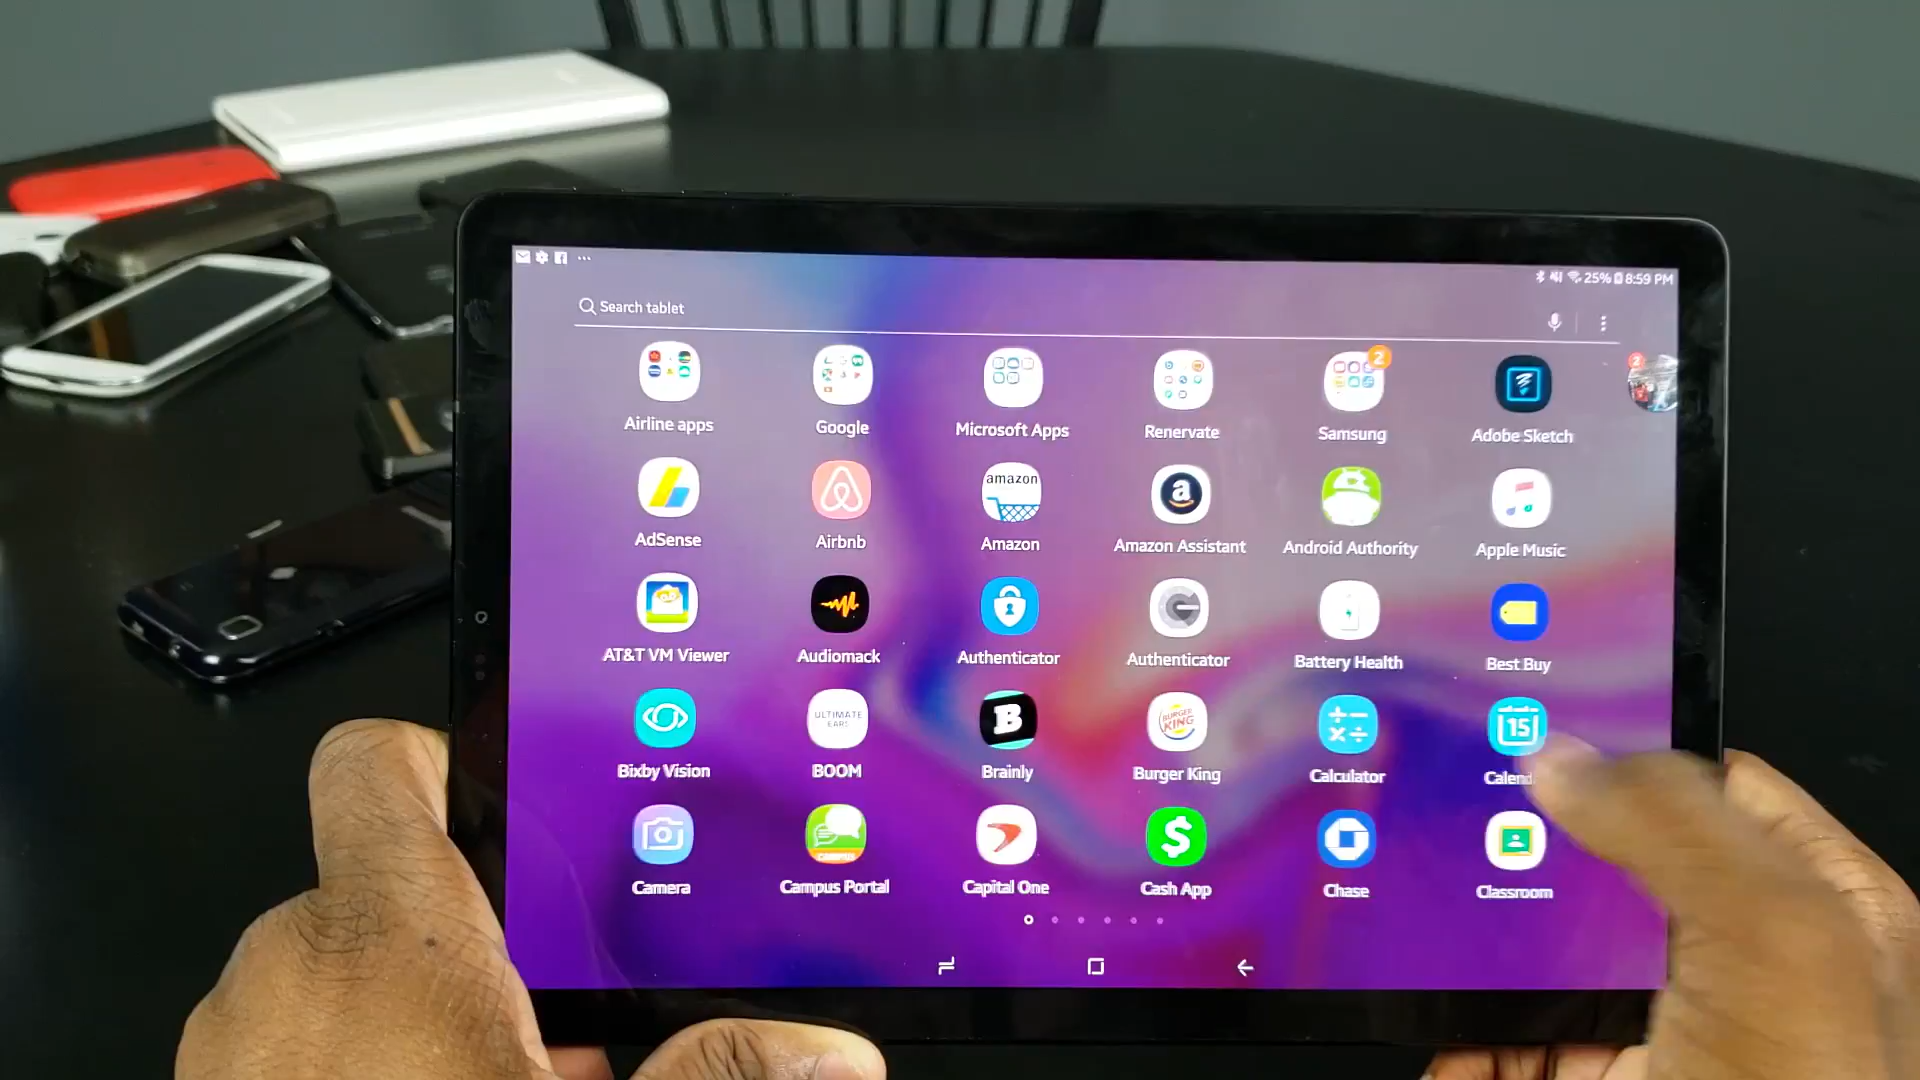 25% 8:59 PM
Search tablet
2
2
Airline apps Google Microsoft Apps Renervate Samsung Adobe Sketch
amazon
a
AdSense Airbnb Amazon Amazon Assistant Android Authority Apple Music
AT&T VM Viewer Audiomack Authenticator Authenticator Battery Health Best Buy
ULTIMATE EARS
B
BURGER KING
15
Bixby Vision BOOM Brainly Burger King Calculator Calend
CAMPUS
$
Camera Campus Portal Capital One Cash App Chase Classroom